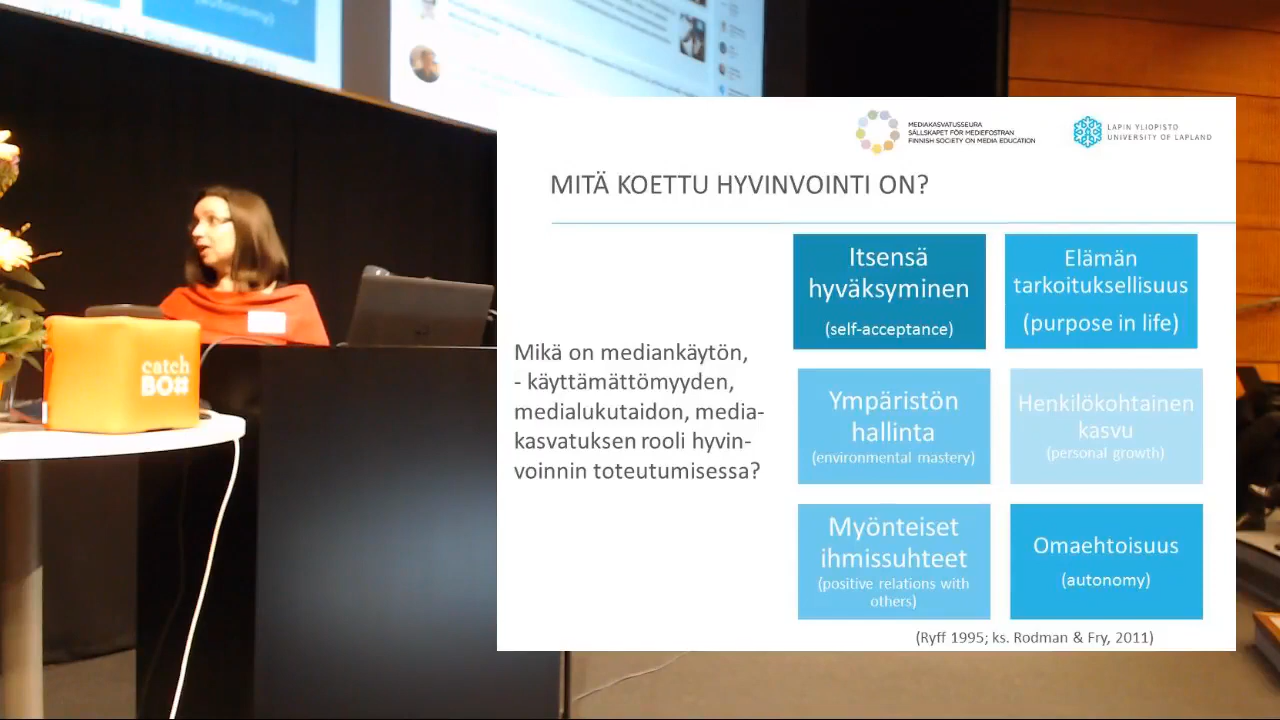 (autonomy)
MEDIAKASVATUSSEURA
SÄLLSKAPET FÖR MEDIEFOSTRAN
FINNISH SOCIETY ON MEDIA EDUCATION
LAPIN YLIOPISTO
UNIVERSITY OF LAPLAND
MITÄ KOETTU HYVINVOINTI ON?
Mikä on mediankäytön,
- käyttämättömyyden,
medialukutaidon, media-
kasvatuksen rooli hyvin-
voinnin toteutumisessa?
Itsensä
hyväksyminen
(self-acceptance)
Elämän
tarkoituksellisuus
(purpose in life)
Ympäristön
hallinta
(environmental mastery)
Henkilökohtainen
kasvu
(personal growth)
Myönteiset
ihmissuhteet
(positive relations with
others)
Omaehtoisuus
(autonomy)
(Ryff 1995; ks. Rodman & Fry, 2011)
catch
BO#